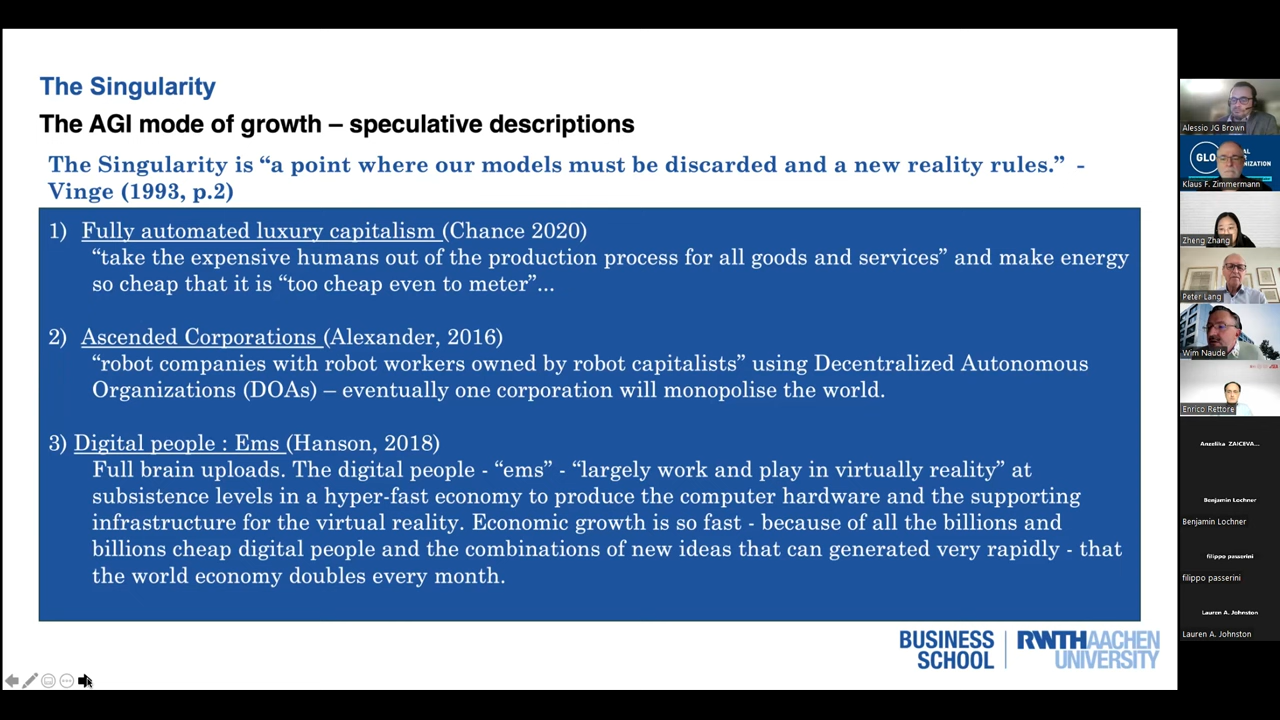 The Singularity
The AGI mode of growth – speculative descriptions
The Singularity is “a point where our models must be discarded and a new reality rules.” -
Vinge (1993, p.2)
1) Fully automated luxury capitalism (Chance 2020)
“take the expensive humans out of the production process for all goods and services” and make energy
so cheap that it is “too cheap even to meter”...
2) Ascended Corporations (Alexander, 2016)
“robot companies with robot workers owned by robot capitalists” using Decentralized Autonomous
Organizations (DOAs) – eventually one corporation will monopolise the world.
3) Digital people : Ems (Hanson, 2018)
Full brain uploads. The digital people - “ems” - “largely work and play in virtually reality” at
subsistence levels in a hyper-fast economy to produce the computer hardware and the supporting
infrastructure for the virtual reality. Economic growth is so fast - because of all the billions and
billions cheap digital people and the combinations of new ideas that can generated very rapidly - that
the world economy doubles every month.
BUSINESS
SCHOOL
RWTHAACHEN
UNIVERSITY
Alessio JG Brown
GLO
Klaus F. Zimmermann
Zheng Zhang
Peter Lang
Wim Naudé
Enrico Rettore
Angelika ZAICEVA...
Benjamin Lochner
Benjamin Lochner
filippo passerini
filippo passerini
Lauren A. Johnston
Lauren A. Johnston